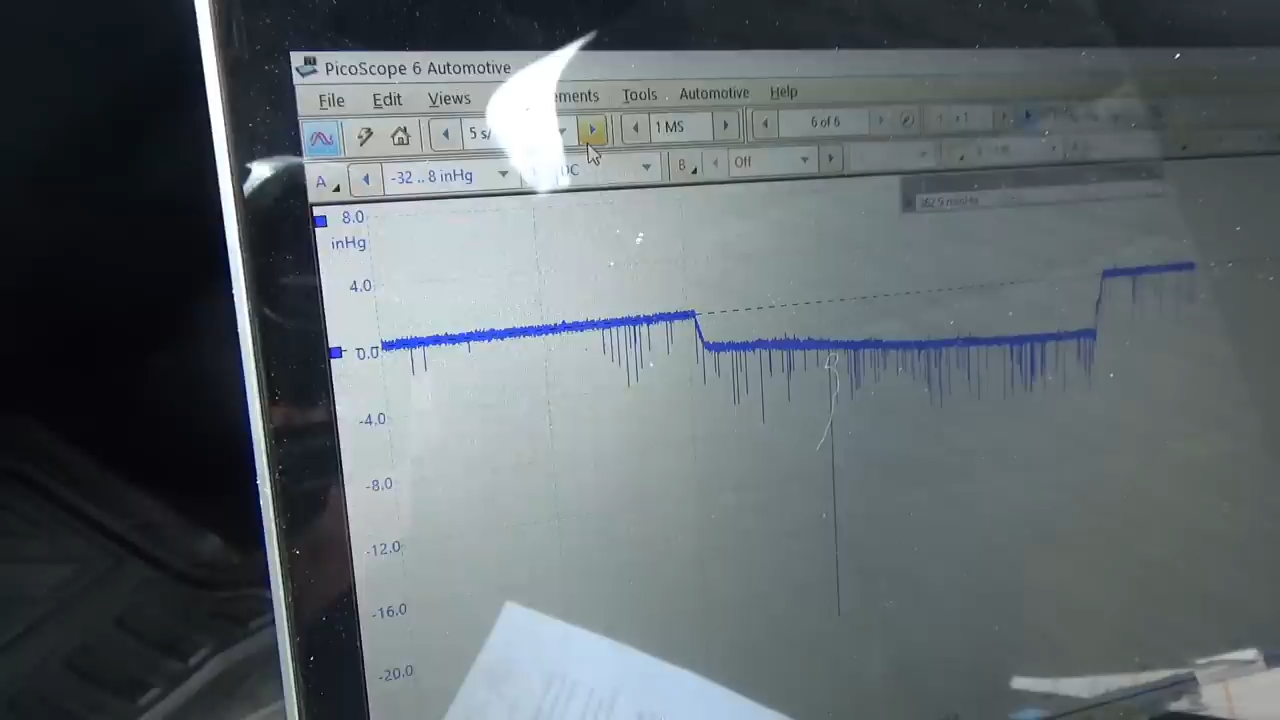 PicoScope 6 Automotive
File Edit Views ements Tools Automotive Help
5 s/ 1 MS 6 of 6 x 1
A -32 .. 8 inHg DC B Off
8.0
inHg
4.0
0.0
-4.0
-8.0
-12.0
-16.0
-20.0